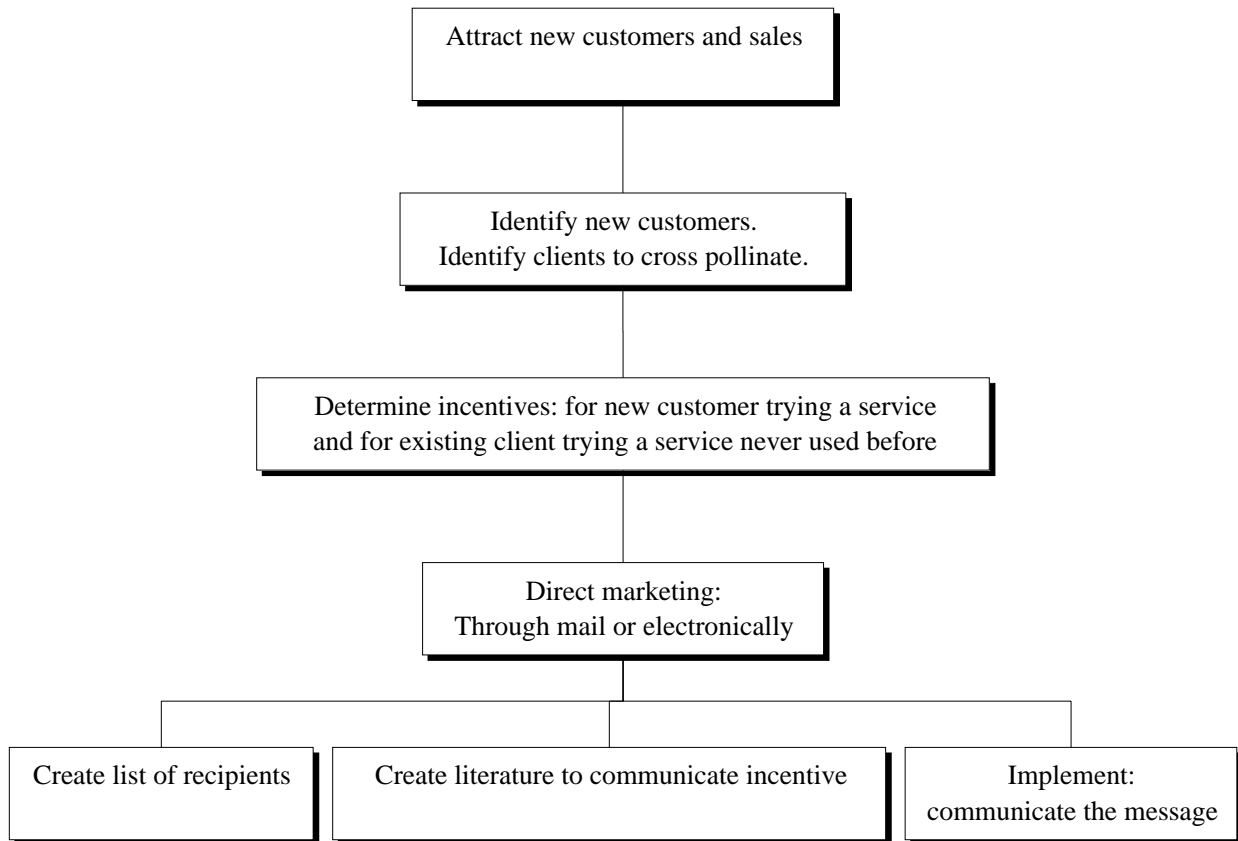 Attract new customers and sales
Identify new customers.
Identify clients to cross pollinate.
Determine incentives: for new customer trying a service
and for existing client trying a service never used before
Direct marketing:
Through mail or electronically
Create list of recipients
Create literature to communicate incentive
Implement:
communicate the message